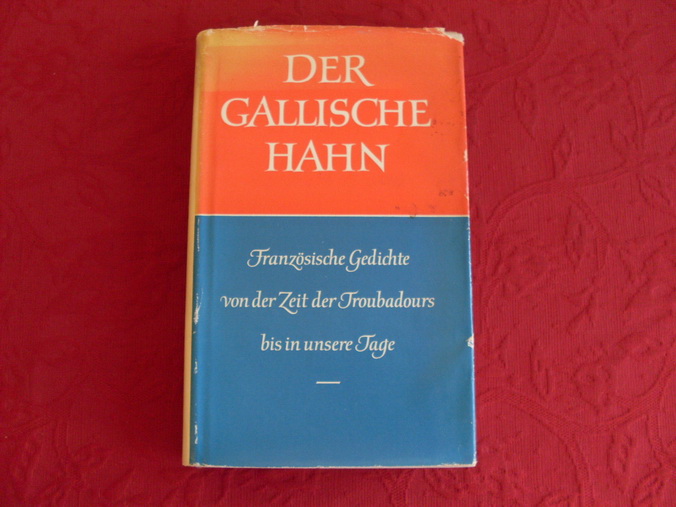 DER
GALLISCHE
HAHN
Französische Gedichte
von der Zeit der Troubadours
bis in unsere Tage